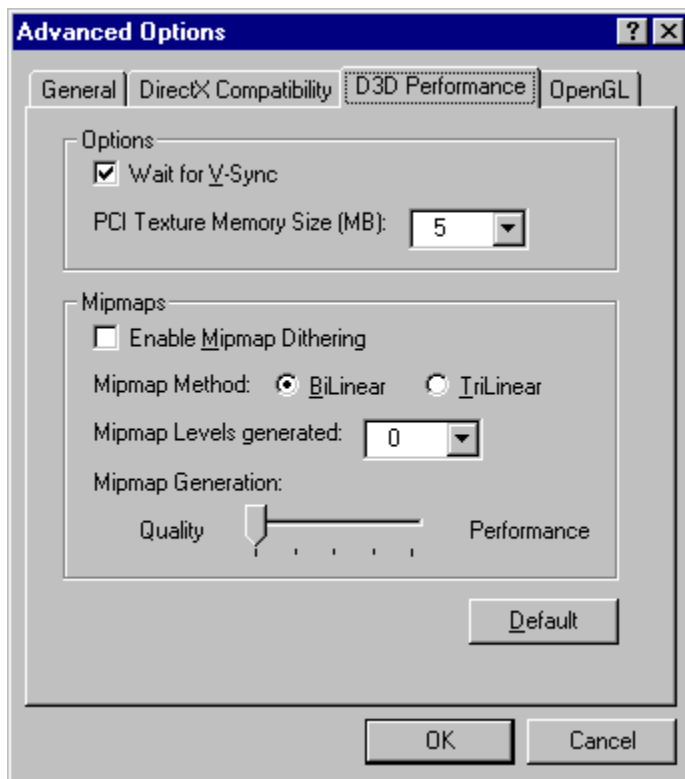 Advanced Options
General DirectX Compatibility D3D Performance OpenGL
Options
Wait for V-Sync
PCI Texture Memory Size (MB): 5
Mipmaps
Enable Mipmap Dithering
Mipmap Method: BiLinear TriLinear
Mipmap Levels generated: 0
Mipmap Generation:
Quality Performance
Default
OK Cancel